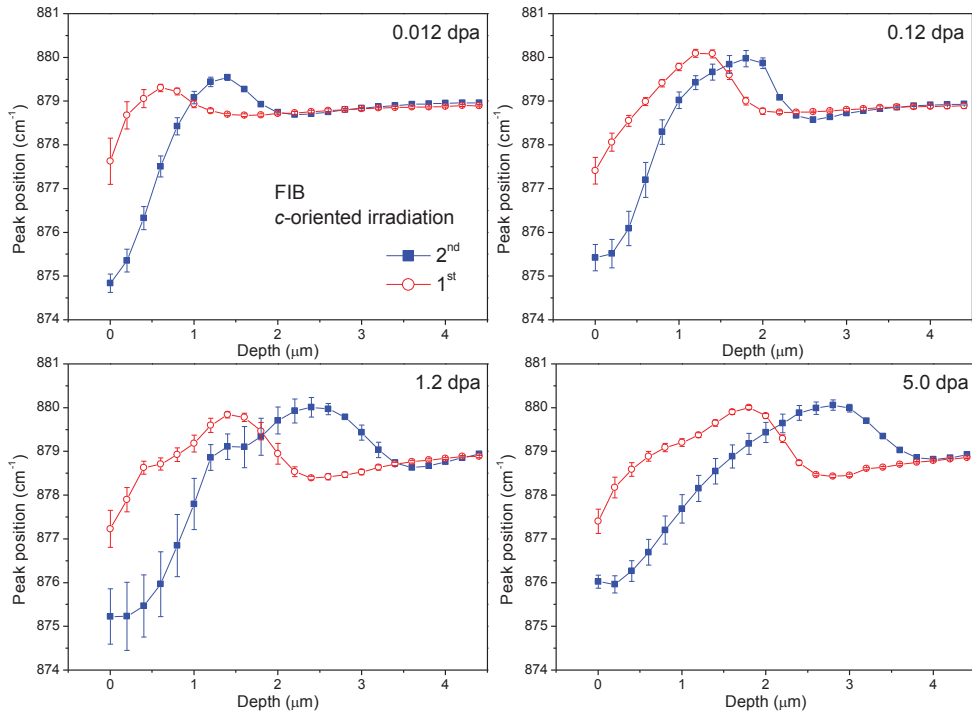 0.012 dpa
881
880
879
878
877
876
875
874
Peak position (cm⁻¹)
FIB
c-oriented irradiation
2ⁿᵈ
1ˢᵗ
0 1 2 3 4
Depth (μm)
0.12 dpa
881
880
879
878
877
876
875
874
Peak position (cm⁻¹)
0 1 2 3 4
Depth (μm)
1.2 dpa
881
880
879
878
877
876
875
874
Peak position (cm⁻¹)
0 1 2 3 4
Depth (μm)
5.0 dpa
881
880
879
878
877
876
875
874
Peak position (cm⁻¹)
0 1 2 3 4
Depth (μm)